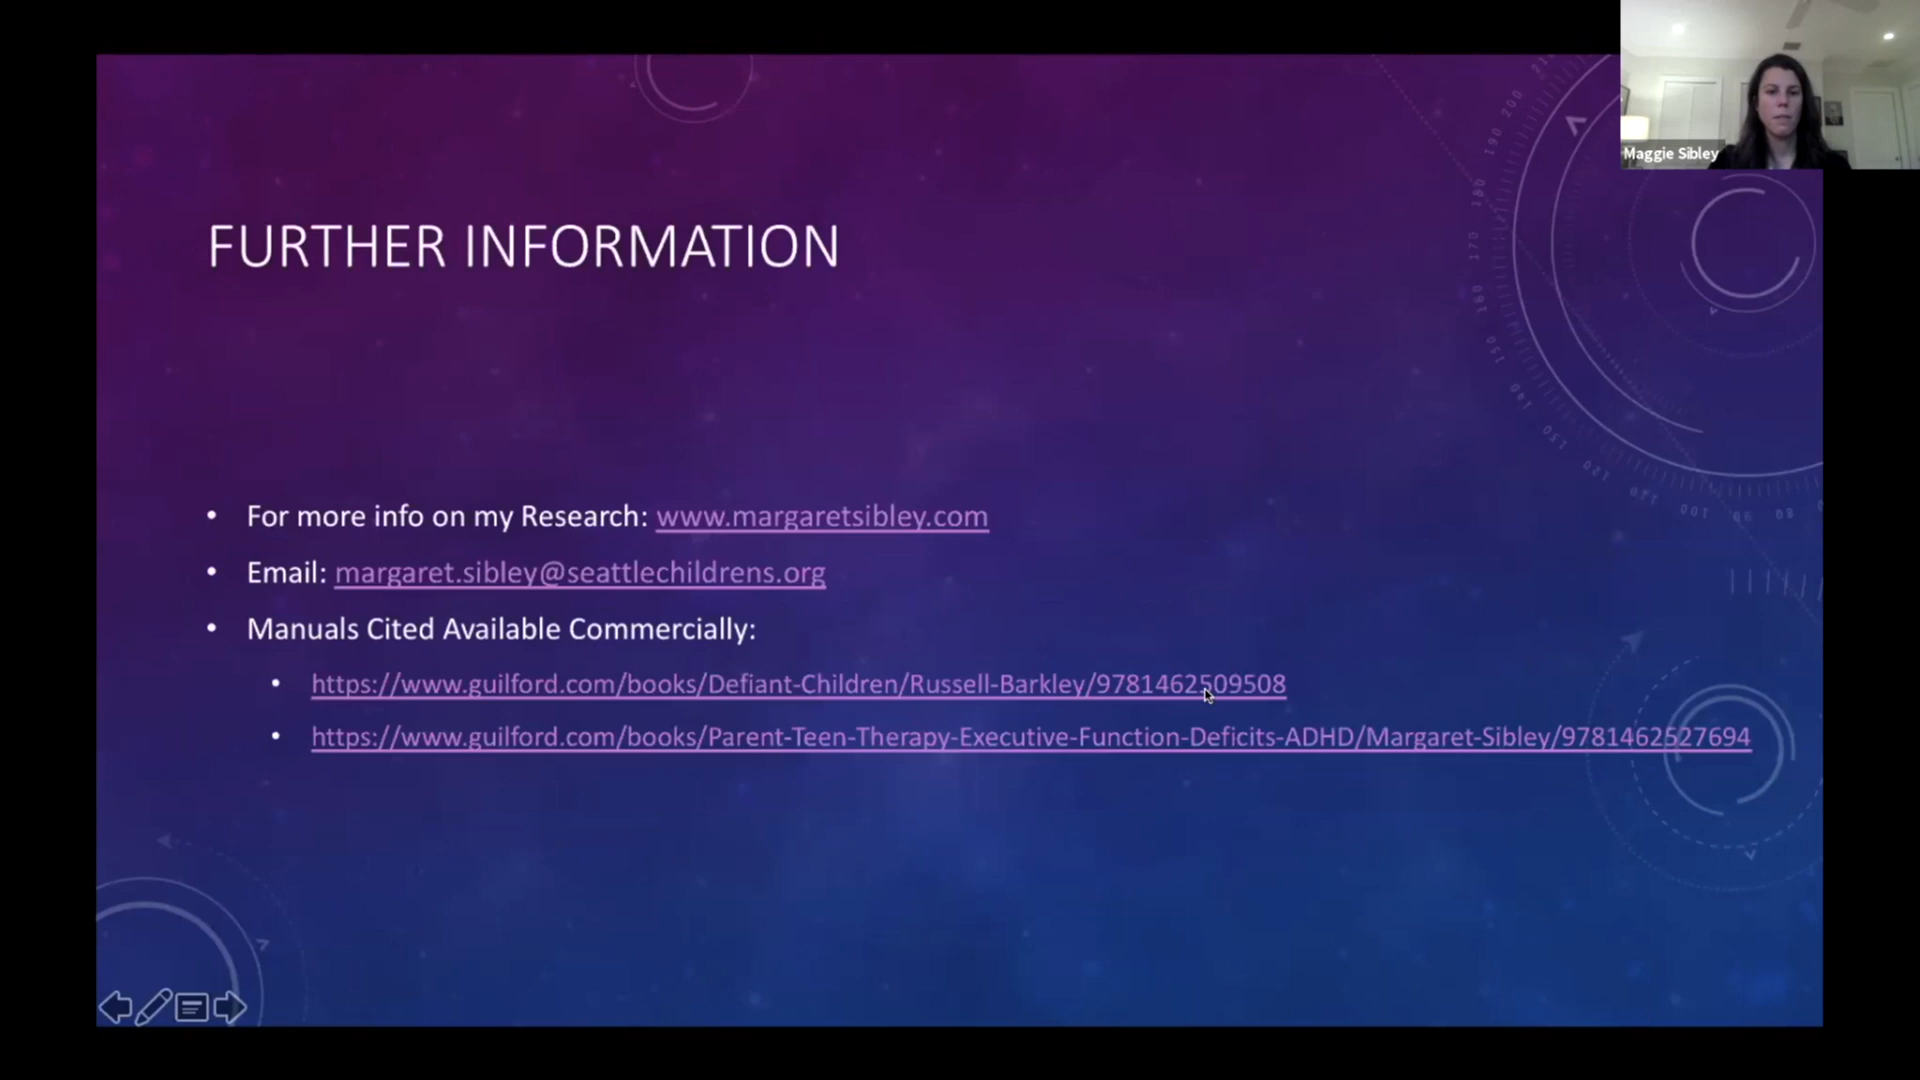 Maggie Sibley
FURTHER INFORMATION
• For more info on my Research: www.margaretsibley.com
• Email: margaret.sibley@seattlechildrens.org
• Manuals Cited Available Commercially:
• https://www.guilford.com/books/Defiant-Children/Russell-Barkley/9781462509508
• https://www.guilford.com/books/Parent-Teen-Therapy-Executive-Function-Deficits-ADHD/Margaret-Sibley/9781462527694